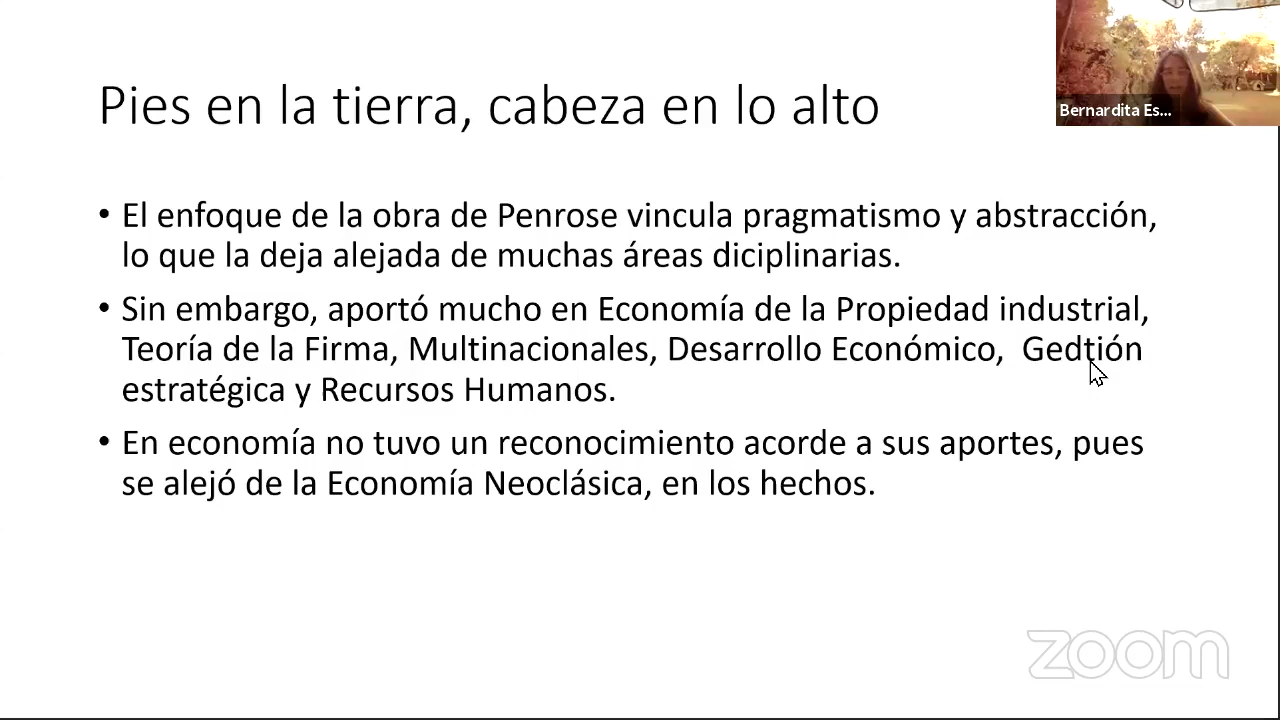 Pies en la tierra, cabeza en lo alto
Bernardita Es...
• El enfoque de la obra de Penrose vincula pragmatismo y abstracción,
lo que la deja alejada de muchas áreas diciplinarias.
• Sin embargo, aportó mucho en Economía de la Propiedad industrial,
Teoría de la Firma, Multinacionales, Desarrollo Económico,  Gedtión
estratégica y Recursos Humanos.
• En economía no tuvo un reconocimiento acorde a sus aportes, pues
se alejó de la Economía Neoclásica, en los hechos.
zoom